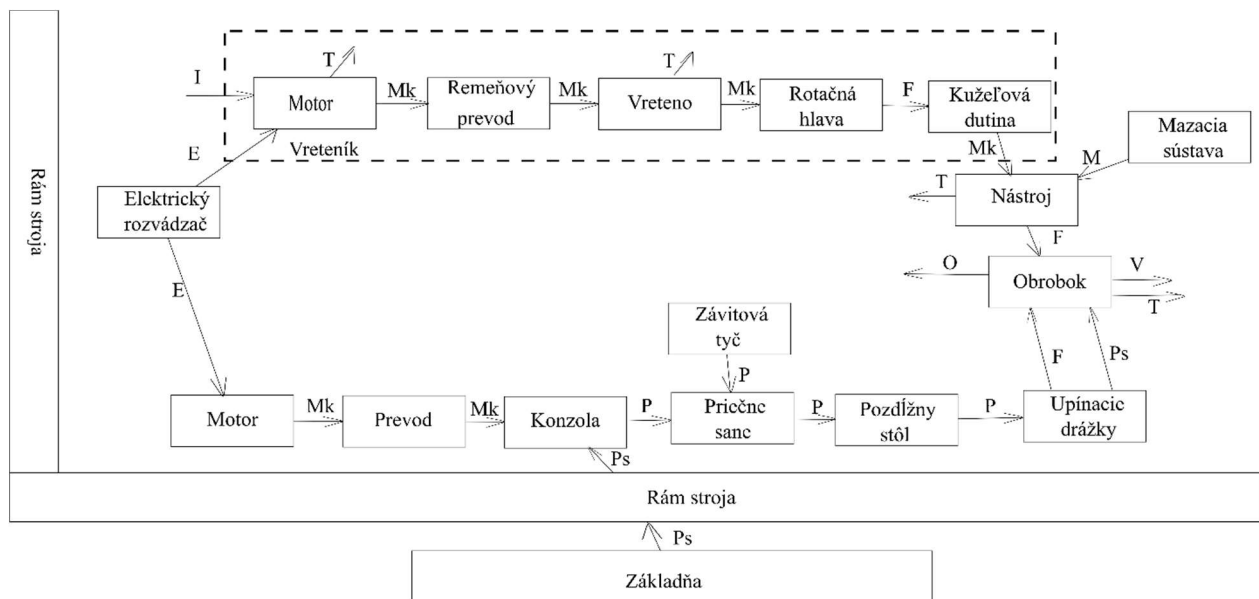 T
T
I
Motor
Mk
Remeňový
prevod
Mk
Vreteno
Mk
Rotačná
hlava
F
Kužeľová
dutina
Vreteník
E
Mk
Mazacia
sústava
M
Rám stroja
Elektrický
rozvádzač
T
Nástroj
F
E
O
Obrobok
V
T
Závitová
tyč
P
F
Ps
Motor
Mk
Prevod
Mk
Konzola
P
Priečne
sane
P
Pozdĺžny
stôl
P
Upínacie
drážky
Ps
Rám stroja
Ps
Základňa